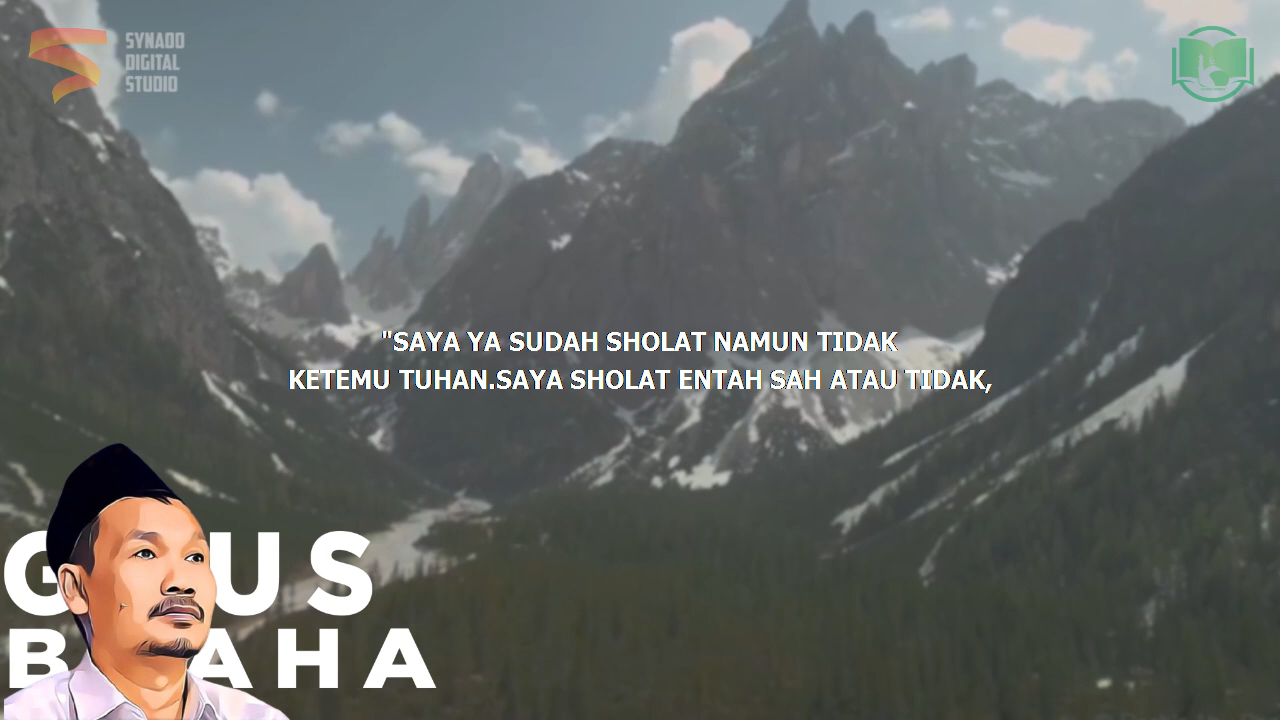 SYNADO
DIGITAL
STUDIO
"SAYA YA SUDAH SHOLAT NAMUN TIDAK
KETEMU TUHAN.SAYA SHOLAT ENTAH SAH ATAU TIDAK,
GUS
BAHA